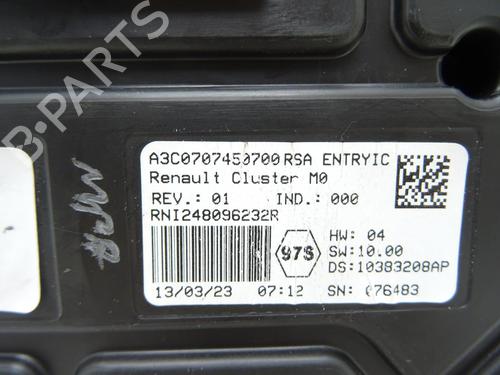 A3C0707450700 RSA ENTRYIC
Renault Cluster M0
REV.: 01 IND.: 000
RNI248096232R
97S
HW: 04
SW:10.00
DS:10383208AP
13/03/23 07:12 SN: 076483
B-PARTS